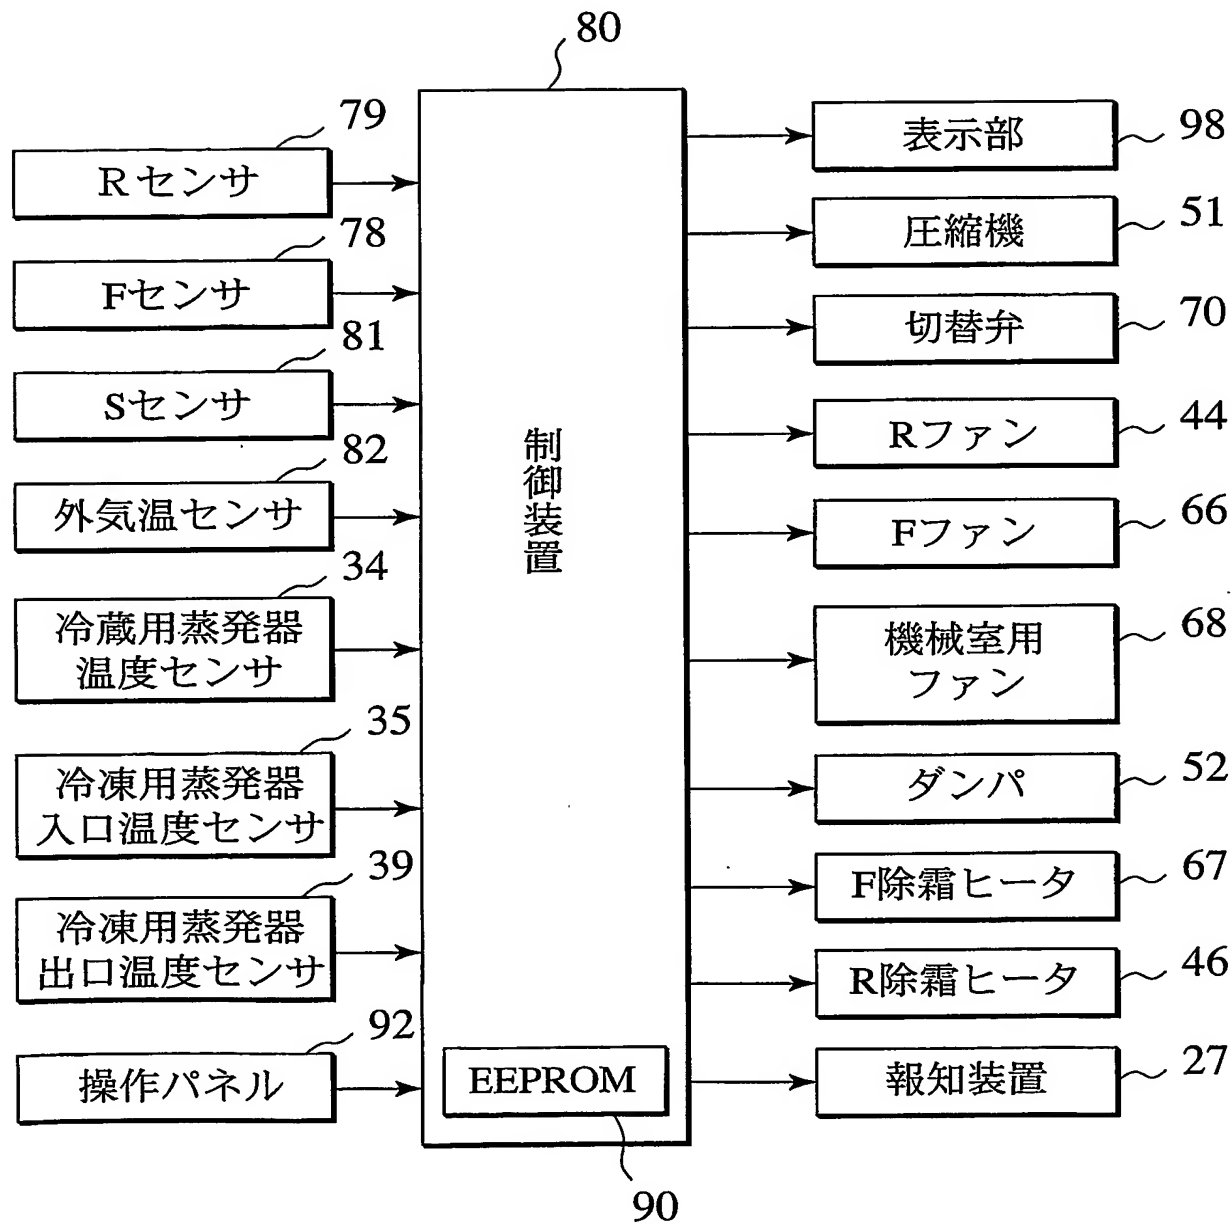 80
79
Rセンサ
78
Fセンサ
81
Sセンサ
82
外気温センサ
34
冷蔵用蒸発器
温度センサ
35
冷凍用蒸発器
入口温度センサ
39
冷凍用蒸発器
出口温度センサ
92
操作パネル
制御装置
EEPROM
90
表示部
98
圧縮機
51
切替弁
70
Rファン
44
Fファン
66
機械室用
ファン
68
ダンパ
52
F除霜ヒータ
67
R除霜ヒータ
46
報知装置
27